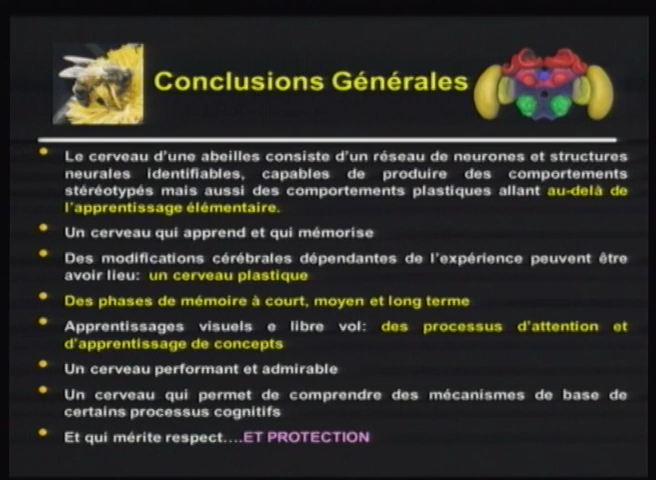 Conclusions Générales
• Le cerveau d'une abeilles consiste d'un réseau de neurones et structures
neurales identifiables, capables de produire des comportements
stéréotypés mais aussi des comportements plastiques allant au-delà de
l'apprentissage élémentaire.
• Un cerveau qui apprend et qui mémorise
• Des modifications cérébrales dépendantes de l'expérience peuvent être
avoir lieu: un cerveau plastique
• Des phases de mémoire à court, moyen et long terme
• Apprentissages visuels e libre vol: des processus d'attention et
d'apprentissage de concepts
• Un cerveau performant et admirable
• Un cerveau qui permet de comprendre des mécanismes de base de
certains processus cognitifs
• Et qui mérite respect....ET PROTECTION